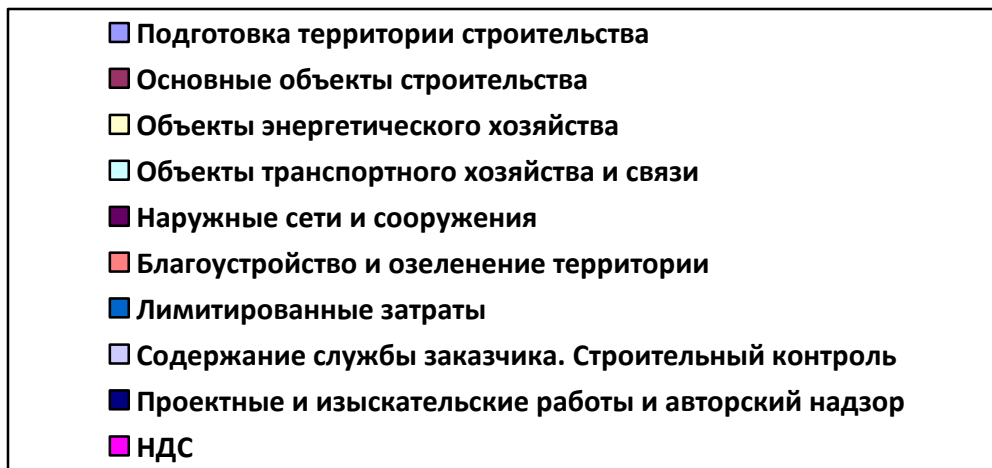 Подготовка территории строительства
Основные объекты строительства
Объекты энергетического хозяйства
Объекты транспортного хозяйства и связи
Наружные сети и сооружения
Благоустройство и озеленение территории
Лимитированные затраты
Содержание службы заказчика. Строительный контроль
Проектные и изыскательские работы и авторский надзор
НДС